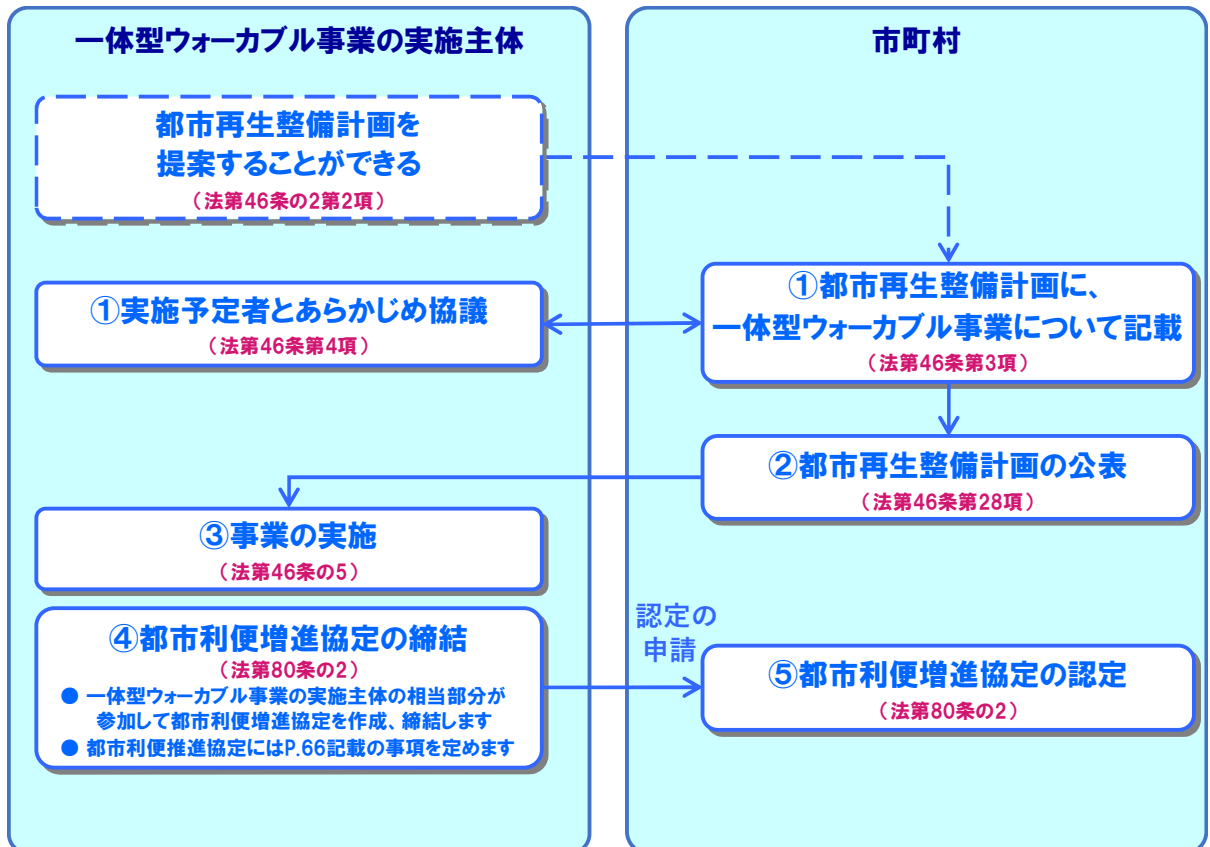 一体型ウォーカブル事業の実施主体
都市再生整備計画を
提案することができる
（法第46条の2第2項）
①実施予定者とあらかじめ協議
（法第46条第4項）
③事業の実施
（法第46条の5）
④都市利便増進協定の締結
（法第80条の2）
● 一体型ウォーカブル事業の実施主体の相当部分が
参加して都市利便増進協定を作成、締結します
● 都市利便推進協定にはP.66記載の事項を定めます
認定の
申請
市町村
①都市再生整備計画に、
一体型ウォーカブル事業について記載
（法第46条第3項）
②都市再生整備計画の公表
（法第46条第28項）
⑤都市利便増進協定の認定
（法第80条の2）